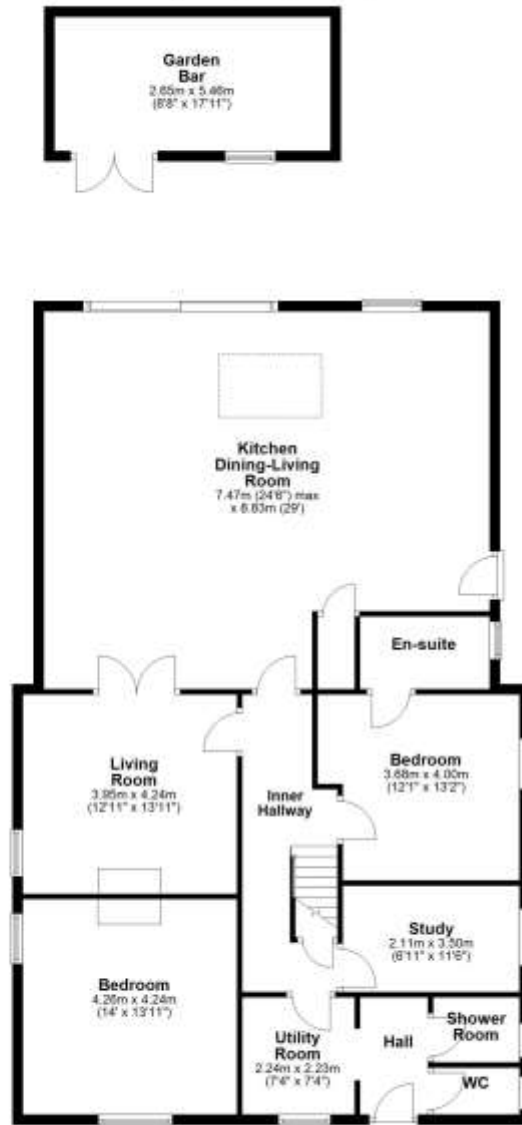 Garden
Bar
2.65m x 5.46m
(8'8" x 17'11")
Kitchen
Dining-Living
Room
7.47m (24'6") max
x 8.83m (29')
En-suite
Living
Room
3.95m x 4.24m
(12'11" x 13'11")
Inner
Hallway
Bedroom
3.68m x 4.00m
(12'1" x 13'2")
Study
2.11m x 3.50m
(6'11" x 11'6")
Bedroom
4.26m x 4.24m
(14' x 13'11")
Utility
Room
2.24m x 2.23m
(7'4" x 7'4")
Hall
Shower
Room
WC